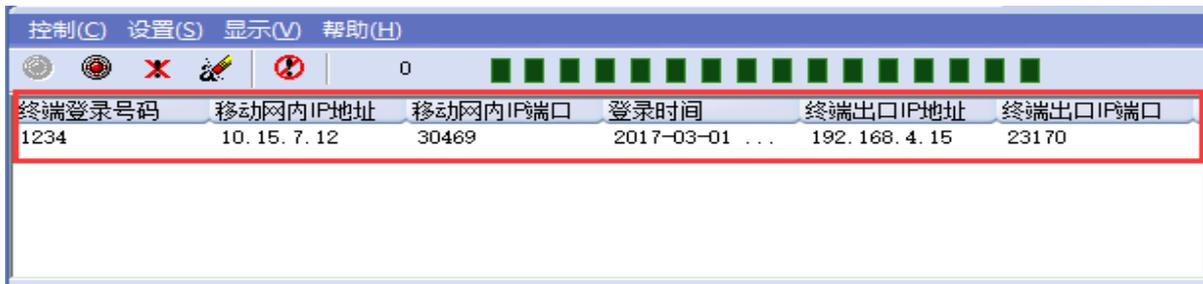 控制(C) 设置(S) 显示(V) 帮助(H)
0
终端登录号码 移动网内IP地址 移动网内IP端口 登录时间 终端出口IP地址 终端出口IP端口
1234 10.15.7.12 30469 2017-03-01 ... 192.168.4.15 23170